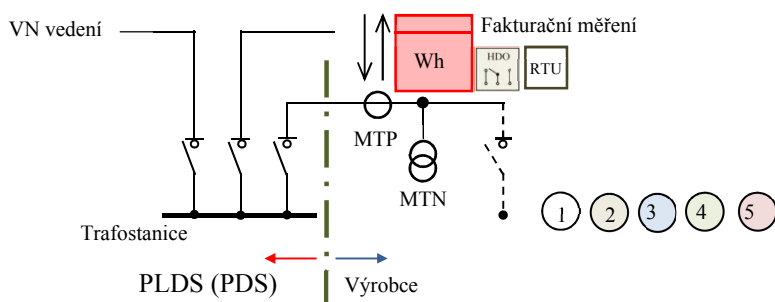 VN vedení
Fakturační měření
Wh
HDO
RTU
MTP
MTN
1 2 3 4 5
Trafostanice
PLDS (PDS)
Výrobce